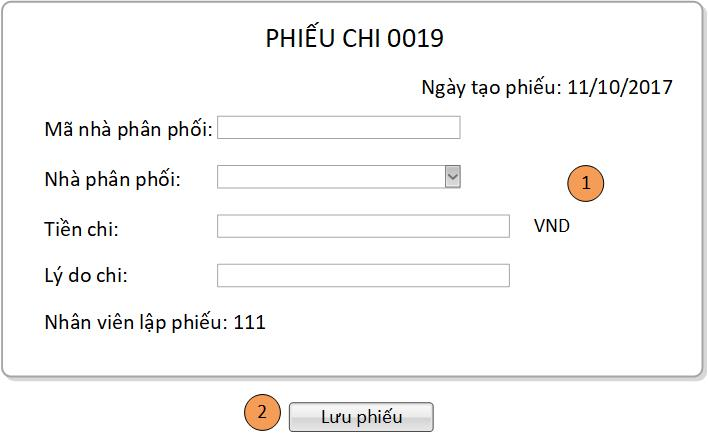 PHIẾU CHI 0019
Ngày tạo phiếu: 11/10/2017
Mã nhà phân phối:
Nhà phân phối:
1
Tiền chi:
VND
Lý do chi:
Nhân viên lập phiếu: 111
2
Lưu phiếu